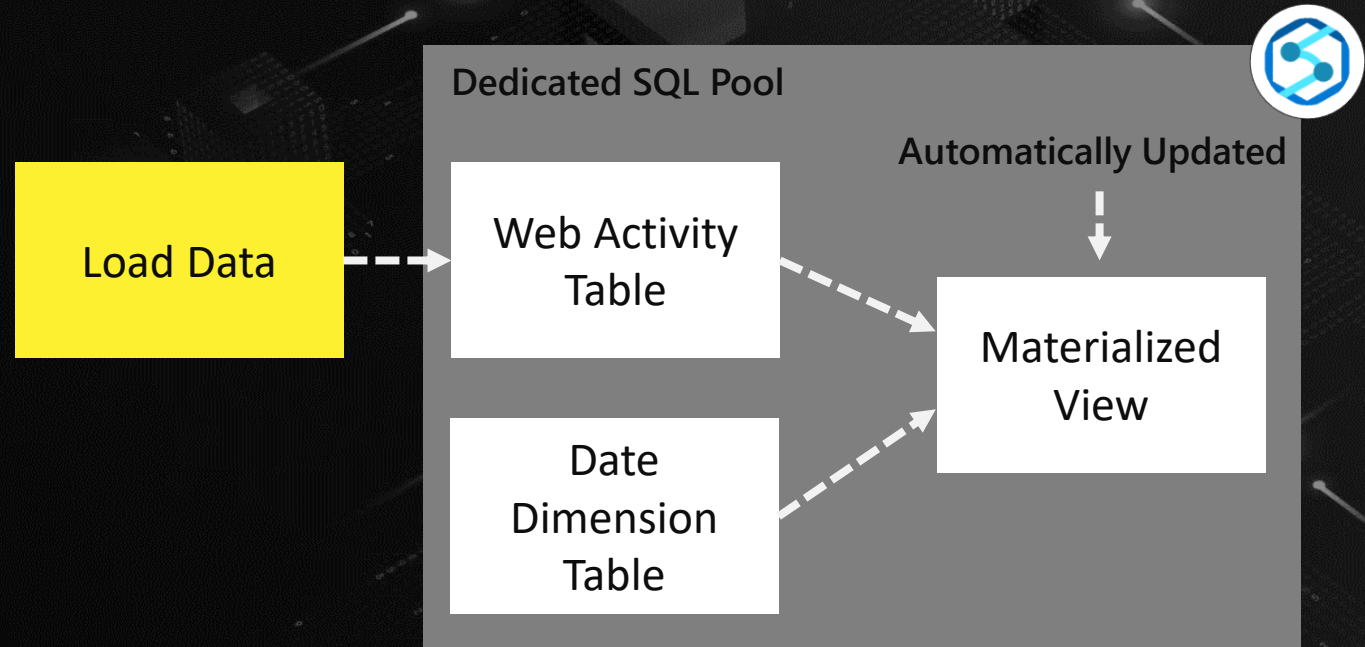 Dedicated SQL Pool
Automatically Updated
Load Data
Web Activity
Table
Materialized
View
Date
Dimension
Table